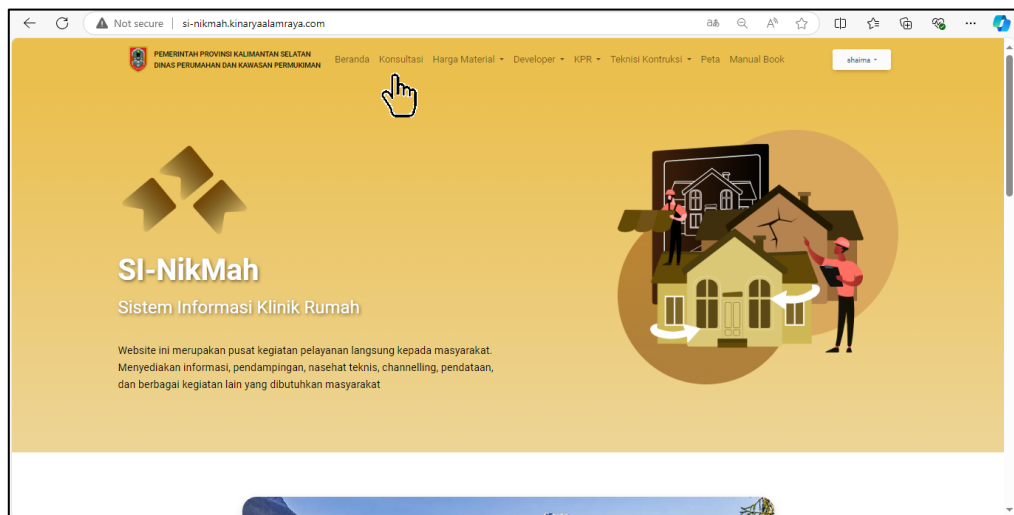 Not secure si-nikmah.kinaryaalamraya.com
PEMERINTAH PROVINSI KALIMANTAN SELATAN
DINAS PERUMAHAN DAN KAWASAN PERMUKIMAN
Beranda Konsultasi Harga Material Developer KPR Teknisi Kontruksi Peta Manual Book
shaima
SI-NikMah
Sistem Informasi Klinik Rumah
Website ini merupakan pusat kegiatan pelayanan langsung kepada masyarakat.
Menyediakan informasi, pendampingan, nasehat teknis, channelling, pendataan,
dan berbagai kegiatan lain yang dibutuhkan masyarakat